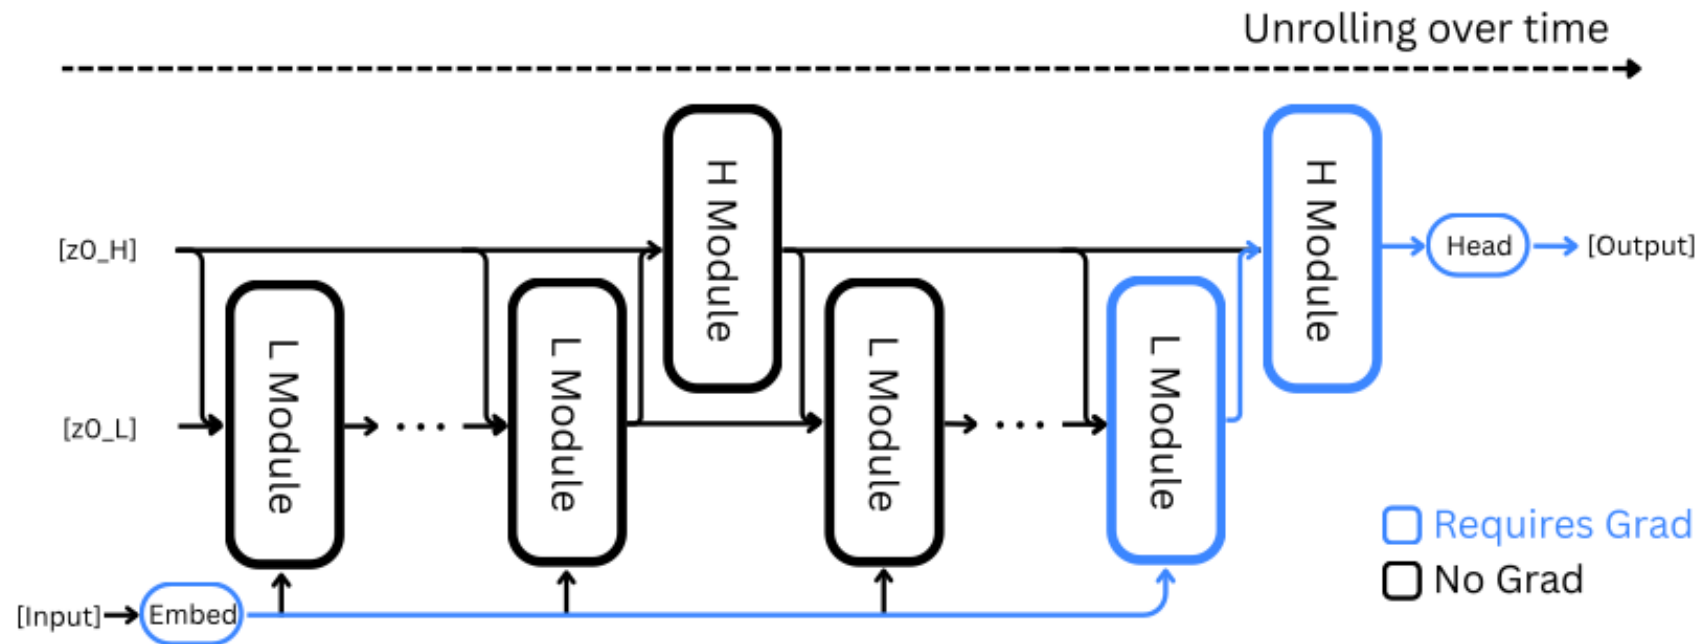 Unrolling over time
H Module
H Module
[z0_H]
Head
[Output]
L Module
L Module
L Module
L Module
[z0_L]
. . .
. . .
Requires Grad
No Grad
[Input]
Embed